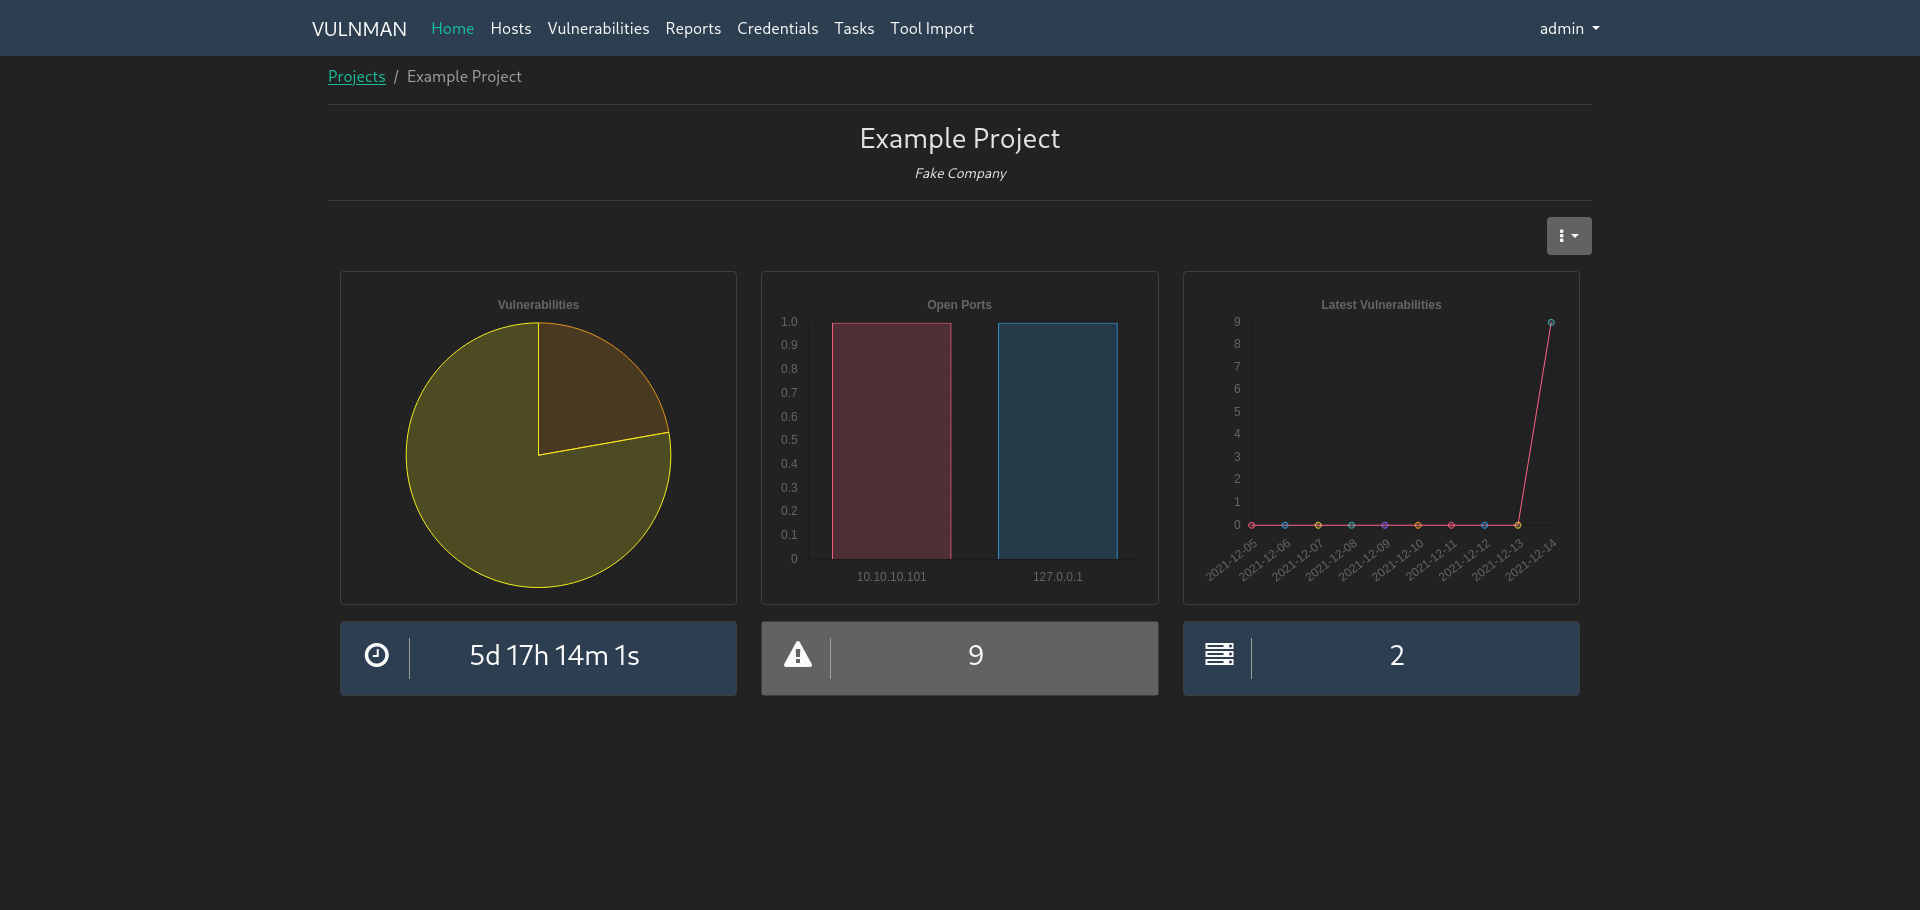 VULNMAN Home Hosts Vulnerabilities Reports Credentials Tasks Tool Import admin
Projects / Example Project
Example Project
Fake Company
Vulnerabilities
Open Ports
1.0
0.9
0.8
0.7
0.6
0.5
0.4
0.3
0.2
0.1
0
10.10.10.101 127.0.0.1
Latest Vulnerabilities
9
8
7
6
5
4
3
2
1
0
2021-12-05 2021-12-06 2021-12-07 2021-12-08 2021-12-09 2021-12-10 2021-12-11 2021-12-12 2021-12-13 2021-12-14
5d 17h 14m 1s
9
2